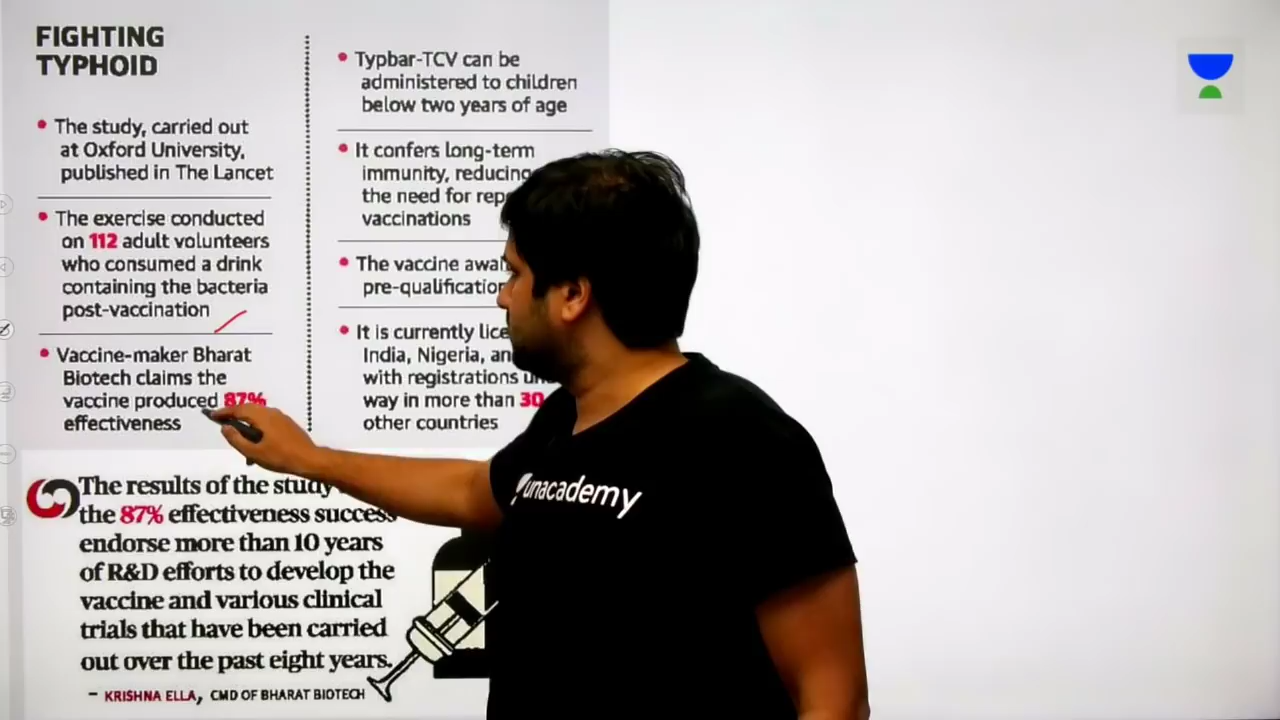 FIGHTING
TYPHOID
• The study, carried out
at Oxford University,
published in The Lancet
• The exercise conducted
on 112 adult volunteers
who consumed a drink
containing the bacteria
post-vaccination
• Vaccine-maker Bharat
Biotech claims the
vaccine produced 87%
effectiveness
• Typbar-TCV can be
administered to children
below two years of age
• It confers long-term
immunity, reducing
the need for
vaccinations
• The vaccine
• It is currently
India, Nigeria,
with registrations
way in more than 30
other countries
The results of the study
the 87% effectiveness success
endorse more than 10 years
of R&D efforts to develop the
vaccine and various clinical
trials that have been carried
out over the past eight years.
– KRISHNA ELLA, CMD OF BHARAT BIOTECH
unacademy